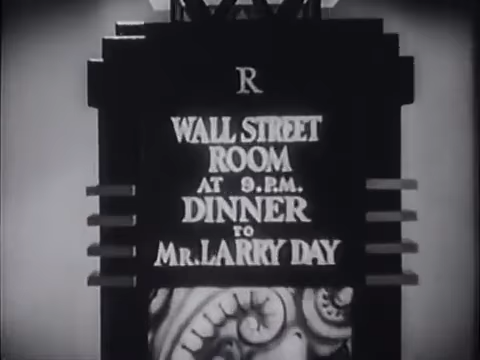 R
WALL STREET
ROOM
AT 9.P.M.
DINNER
TO
MR. LARRY DAY